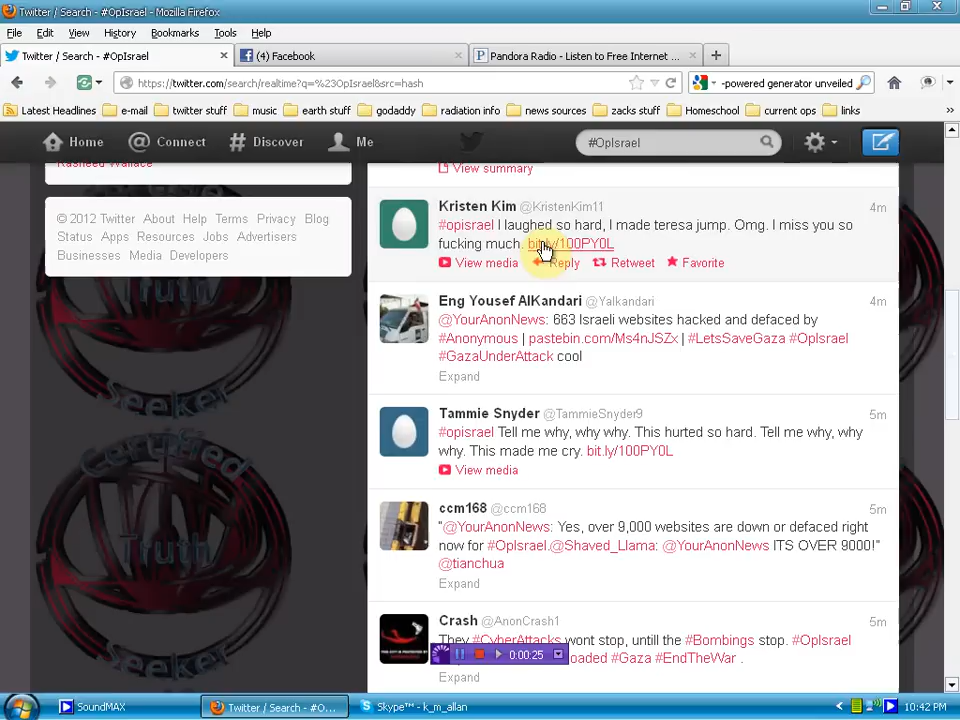 Twitter / Search - #OpIsrael - Mozilla Firefox
File Edit View History Bookmarks Tools Help
Twitter / Search - #OpIsrael × (4) Facebook × Pandora Radio - Listen to Free Internet ... × +
https://twitter.com/search/realtime?q=%23OpIsrael&src=hash -powered generator unveiled
Latest Headlines e-mail twitter stuff music earth stuff godaddy radiation info news sources zacks stuff Homeschool current ops links
Home Connect Discover Me #OpIsrael
Rasheed Wallace
© 2012 Twitter About Help Terms Privacy Blog
Status Apps Resources Jobs Advertisers
Businesses Media Developers
View summary
Kristen Kim @KristenKim11 4m
#opisrael I laughed so hard, I made teresa jump. Omg. I miss you so
fucking much. bit.ly/100PY0L
View media Reply Retweet Favorite
Eng Yousef AlKandari @Yalkandari 4m
@YourAnonNews: 663 Israeli websites hacked and defaced by
#Anonymous | pastebin.com/Ms4nJSZx | #LetsSaveGaza #OpIsrael
#GazaUnderAttack cool
Expand
Tammie Snyder @TammieSnyder9 5m
#opisrael Tell me why, why why. This hurted so hard. Tell me why, why
why. This made me cry. bit.ly/100PY0L
View media
ccm168 @ccm168 5m
"@YourAnonNews: Yes, over 9,000 websites are down or defaced right
now for #OpIsrael.@Shaved_Llama: @YourAnonNews ITS OVER 9000!"
@tianchua
Expand
Crash @AnonCrash1 5m
They #CyberAttacks wont stop, untill the #Bombings stop. #OpIsrael
oaded #Gaza #EndTheWar .
0:00:25
Expand
Certified
Truth
Seeker
SoundMAX Twitter / Search - #O... Skype™ - k_m_allan 10:42 PM